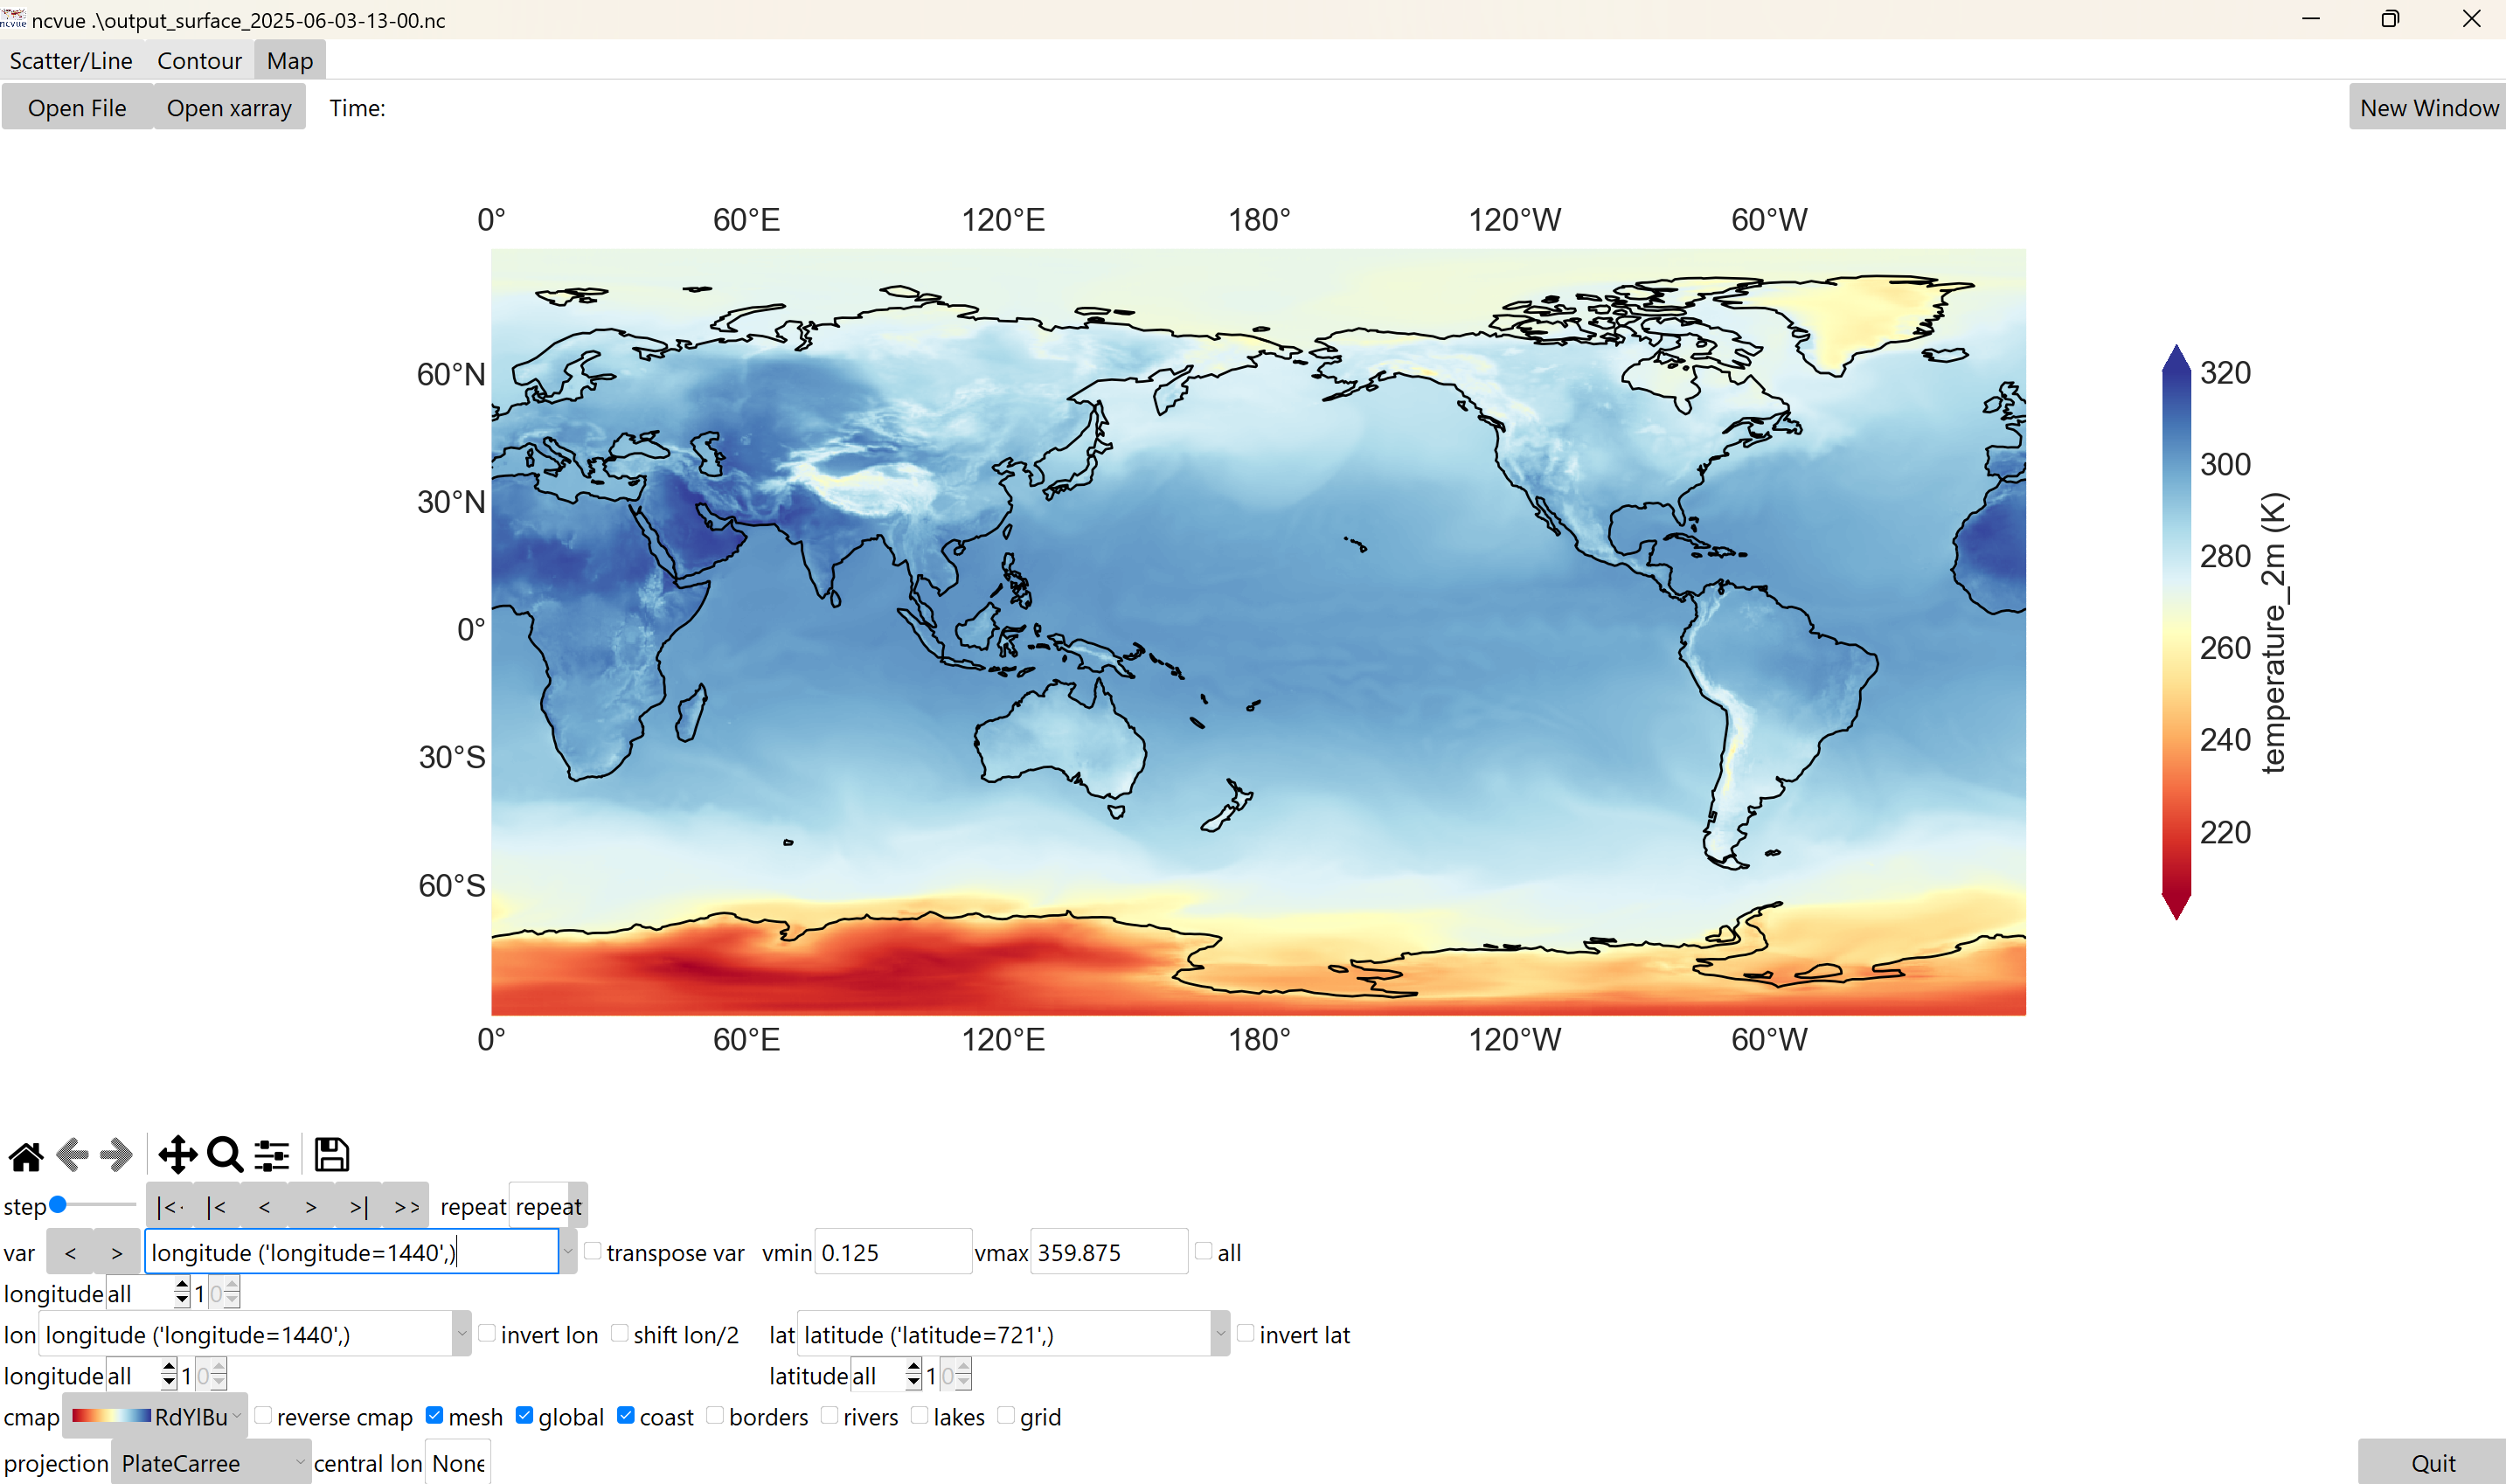 ncvue .\output_surface_2025-06-03-13-00.nc
Scatter/Line Contour Map
Open File Open xarray Time: New Window
0° 60°E 120°E 180° 120°W 60°W
60°N
30°N
0°
30°S
60°S
0° 60°E 120°E 180° 120°W 60°W
320
300
280
260
240
220
temperature_2m (K)
step |<· |< < > >| >> repeat repeat
var < > longitude ('longitude=1440',) transpose var vmin 0.125 vmax 359.875 all
longitude all 1 0
lon longitude ('longitude=1440',) invert lon shift lon/2 lat latitude ('latitude=721',) invert lat
longitude all 1 0 latitude all 1 0
cmap RdYlBu reverse cmap mesh global coast borders rivers lakes grid
projection PlateCarree central lon None Quit